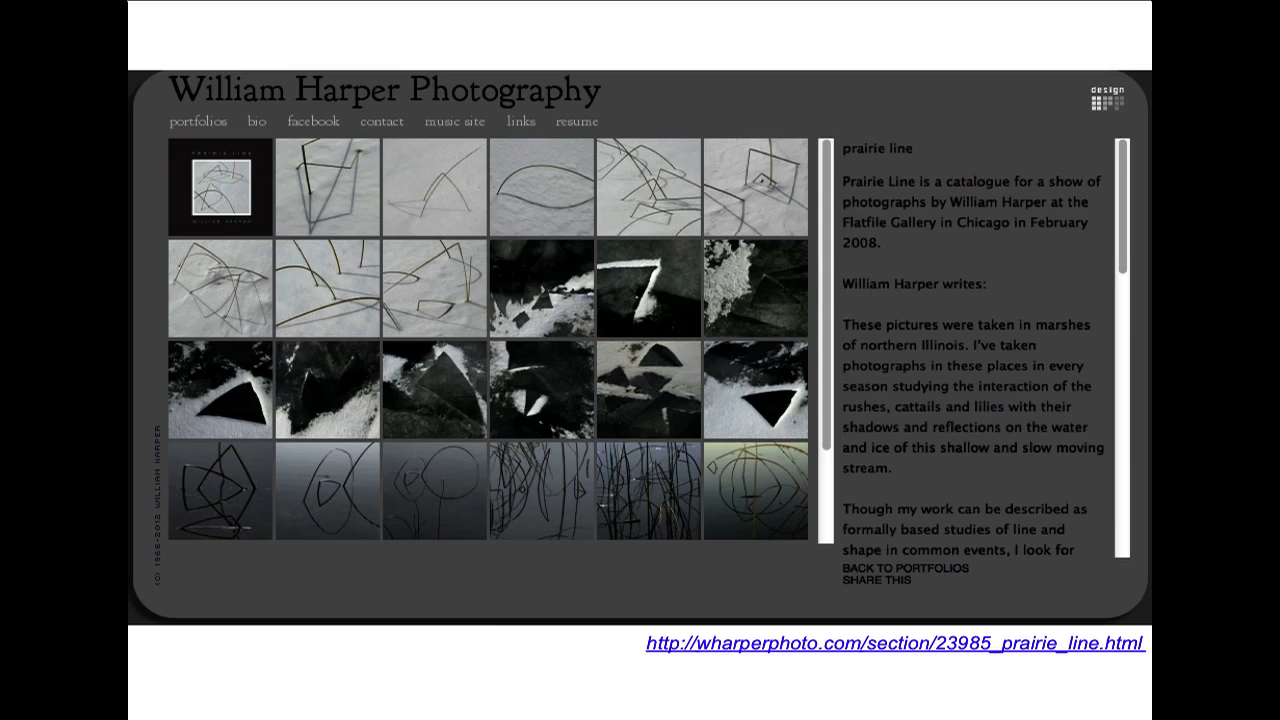 William Harper Photography
design
portfolios bio facebook contact music site links resume
PRAIRIE LINE
WILLIAM HARPER
prairie line
Prairie Line is a catalogue for a show of
photographs by William Harper at the
Flatfile Gallery in Chicago in February
2008.
William Harper writes:
These pictures were taken in marshes
of northern Illinois. I've taken
photographs in these places in every
season studying the interaction of the
rushes, cattails and lilies with their
shadows and reflections on the water
and ice of this shallow and slow moving
stream.
Though my work can be described as
formally based studies of line and
shape in common events, I look for
BACK TO PORTFOLIOS
SHARE THIS
(C) 1966-2012 WILLIAM HARPER
http://wharperphoto.com/section/23985_prairie_line.html